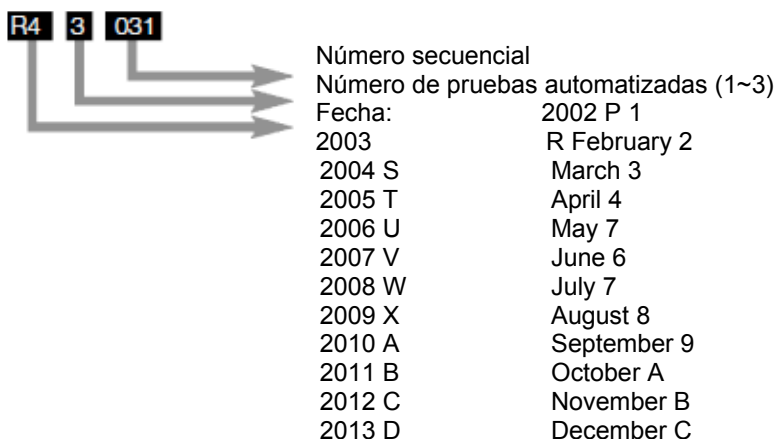 R4 3 031
Número secuencial
Número de pruebas automatizadas (1~3)
Fecha: 2002 P 1
2003 R February 2
2004 S March 3
2005 T April 4
2006 U May 7
2007 V June 6
2008 W July 7
2009 X August 8
2010 A September 9
2011 B October A
2012 C November B
2013 D December C